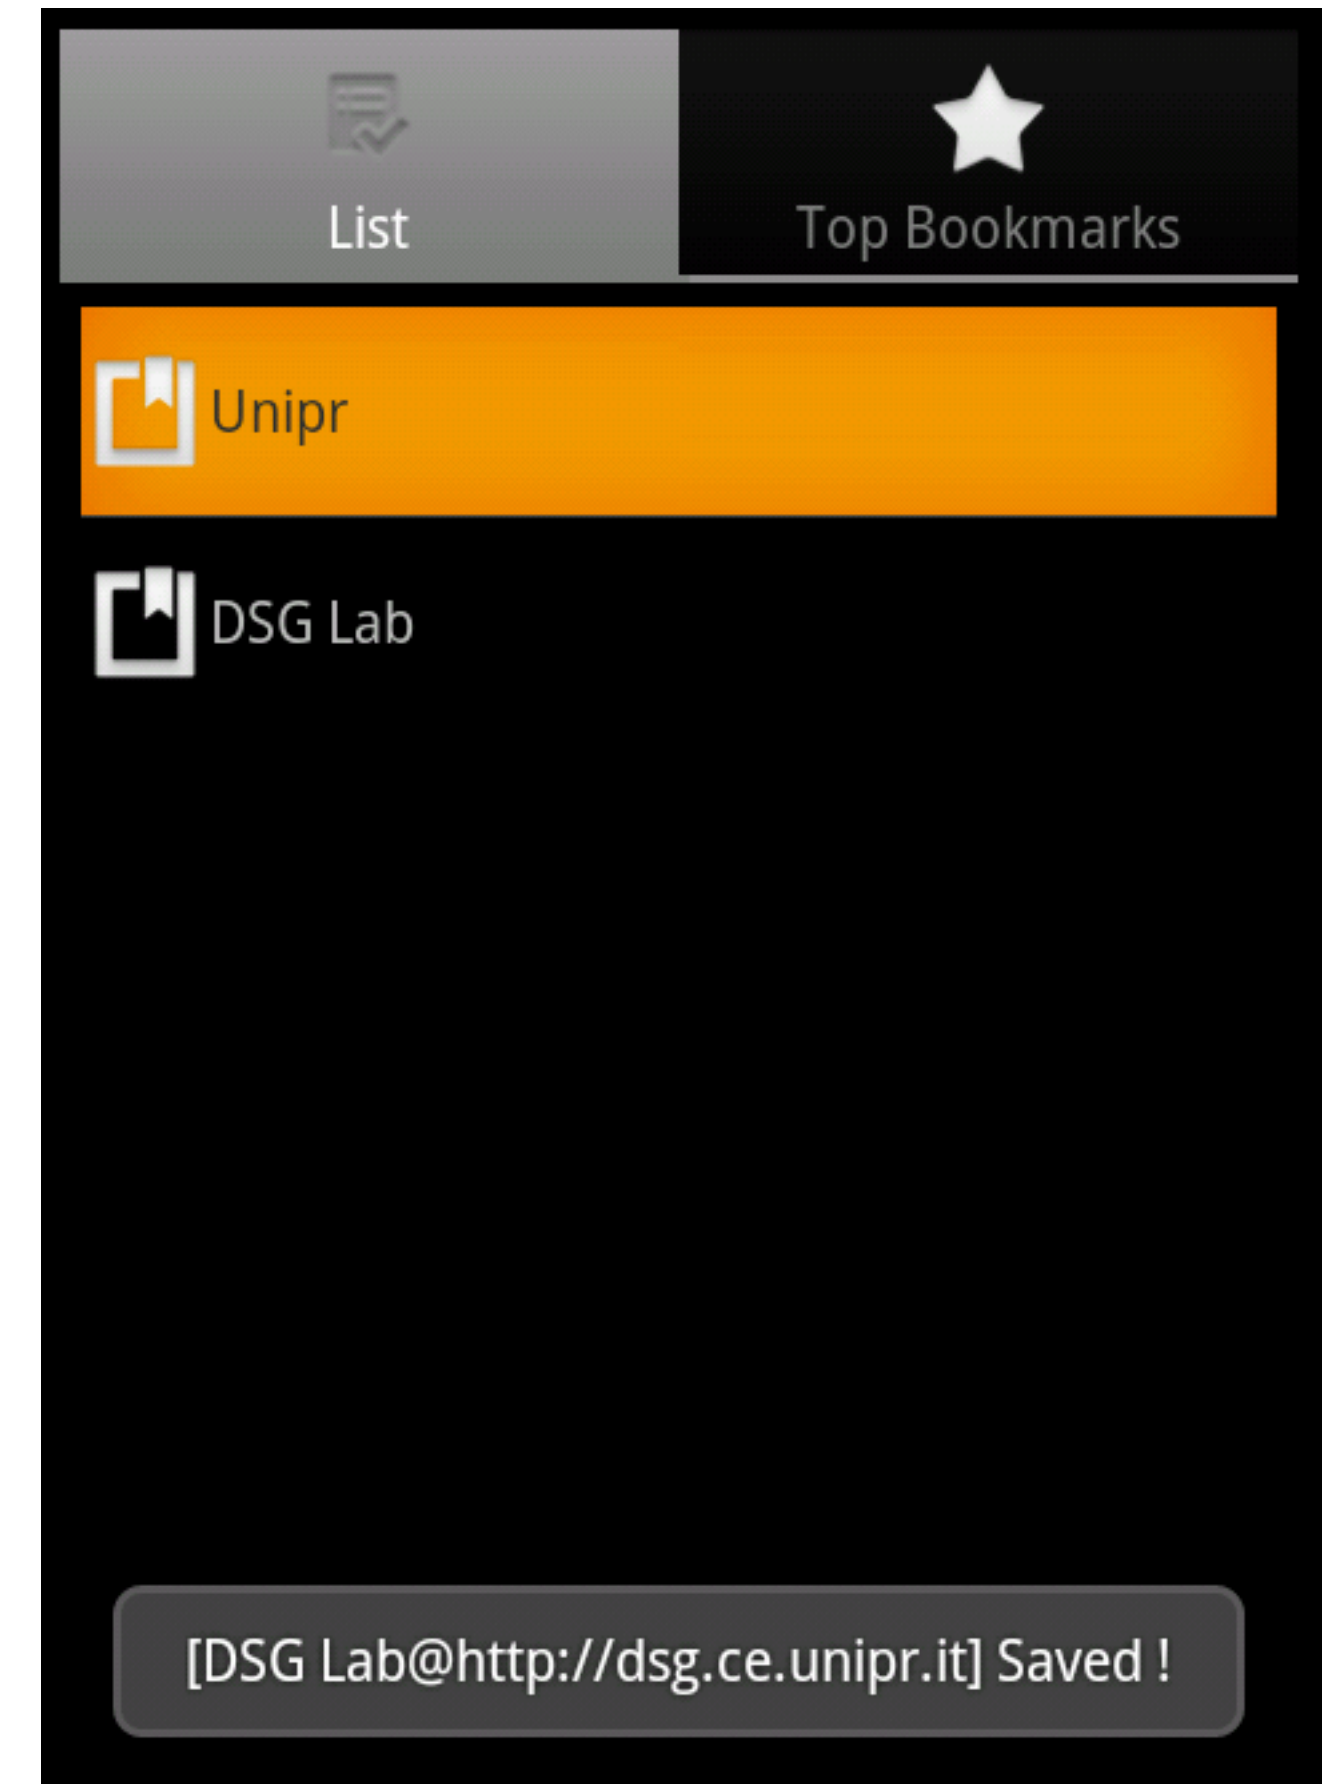 List
Top Bookmarks
Unipr
DSG Lab
[DSG Lab@http://dsg.ce.unipr.it] Saved !